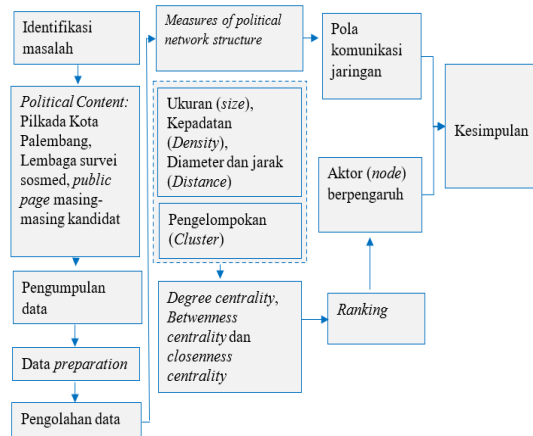 Identifikasi
masalah
Political Content:
Pilkada Kota
Palembang,
Lembaga survei
sosmed, public
page masing-
masing kandidat
Pengumpulan
data
Data preparation
Pengolahan data
Measures of political
network structure
Ukuran (size),
Kepadatan
(Density),
Diameter dan jarak
(Distance)
Pengelompokan
(Cluster)
Degree centrality,
Betwenness
centrality dan
closenness
centrality)
Ranking
Aktor (node)
berpengaruh
Pola
komunikasi
jaringan
Kesimpulan